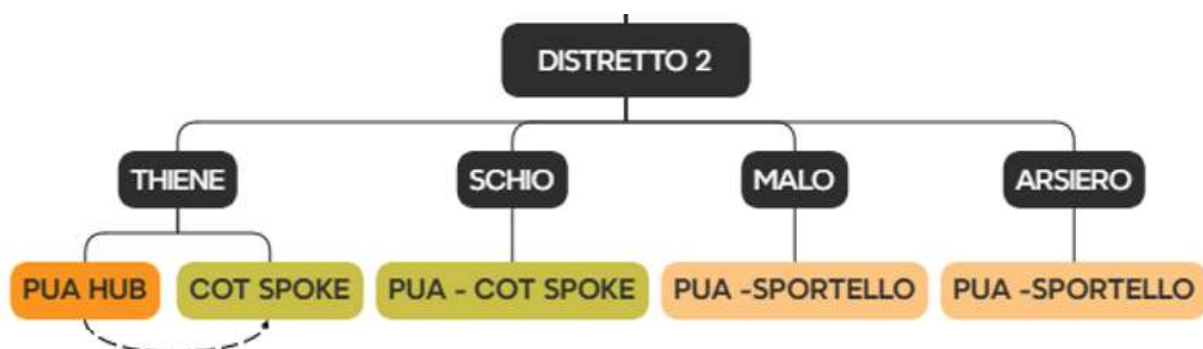 DISTRETTO 2
THIENE
SCHIO
MALO
ARSIERO
PUA HUB
COT SPOKE
PUA - COT SPOKE
PUA -SPORTELLO
PUA -SPORTELLO